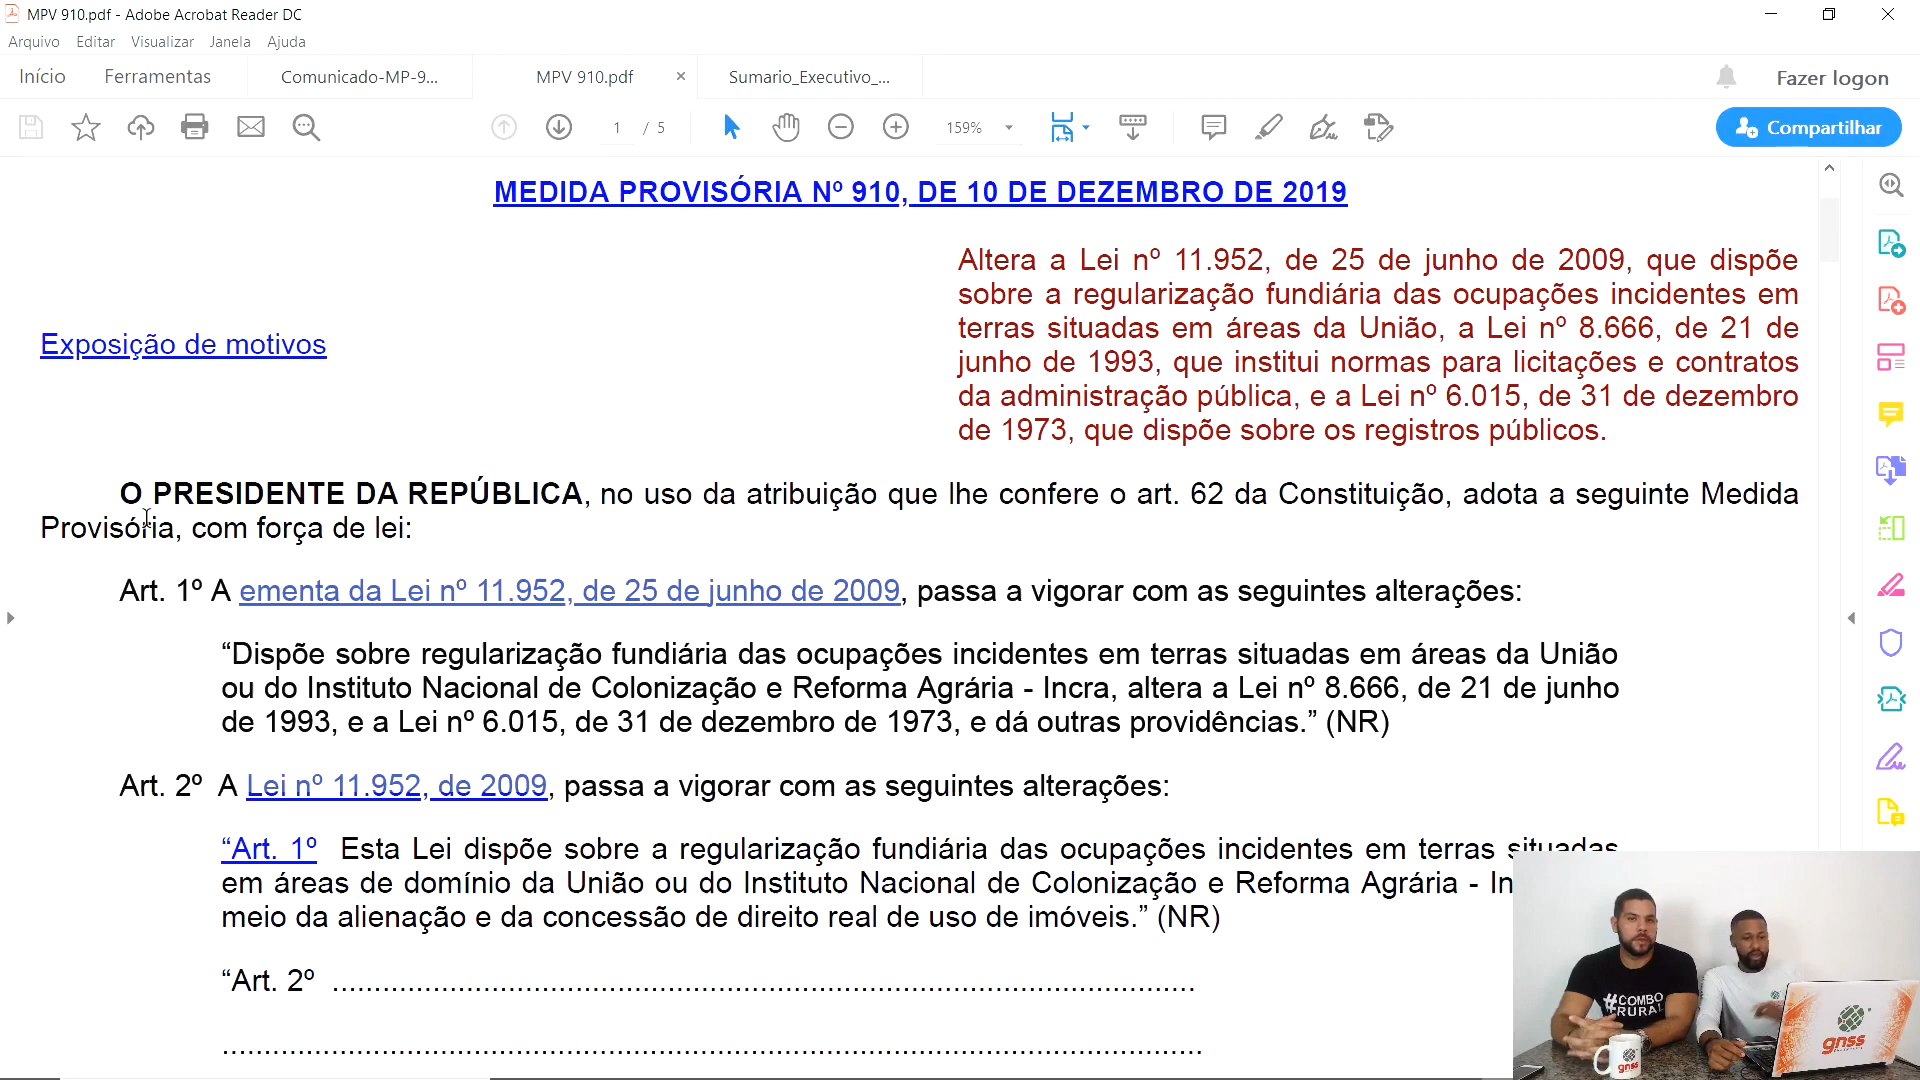 MPV 910.pdf - Adobe Acrobat Reader DC
Arquivo Editar Visualizar Janela Ajuda
Início Ferramentas Comunicado-MP-9... MPV 910.pdf Sumario_Executivo_... Fazer logon
1 / 5 159% Compartilhar
MEDIDA PROVISÓRIA Nº 910, DE 10 DE DEZEMBRO DE 2019
Altera a Lei nº 11.952, de 25 de junho de 2009, que dispõe
sobre a regularização fundiária das ocupações incidentes em
terras situadas em áreas da União, a Lei nº 8.666, de 21 de
junho de 1993, que institui normas para licitações e contratos
da administração pública, e a Lei nº 6.015, de 31 de dezembro
de 1973, que dispõe sobre os registros públicos.
Exposição de motivos
O PRESIDENTE DA REPÚBLICA, no uso da atribuição que lhe confere o art. 62 da Constituição, adota a seguinte Medida
Provisória, com força de lei:
Art. 1º A ementa da Lei nº 11.952, de 25 de junho de 2009, passa a vigorar com as seguintes alterações:
“Dispõe sobre regularização fundiária das ocupações incidentes em terras situadas em áreas da União
ou do Instituto Nacional de Colonização e Reforma Agrária - Incra, altera a Lei nº 8.666, de 21 de junho
de 1993, e a Lei nº 6.015, de 31 de dezembro de 1973, e dá outras providências.” (NR)
Art. 2º A Lei nº 11.952, de 2009, passa a vigorar com as seguintes alterações:
“Art. 1º Esta Lei dispõe sobre a regularização fundiária das ocupações incidentes em terras situadas
em áreas de domínio da União ou do Instituto Nacional de Colonização e Reforma Agrária - In
meio da alienação e da concessão de direito real de uso de imóveis.” (NR)
“Art. 2º ........................................................................................................
......................................................................................................................
#COMBO
RURAL
gnss
gnss